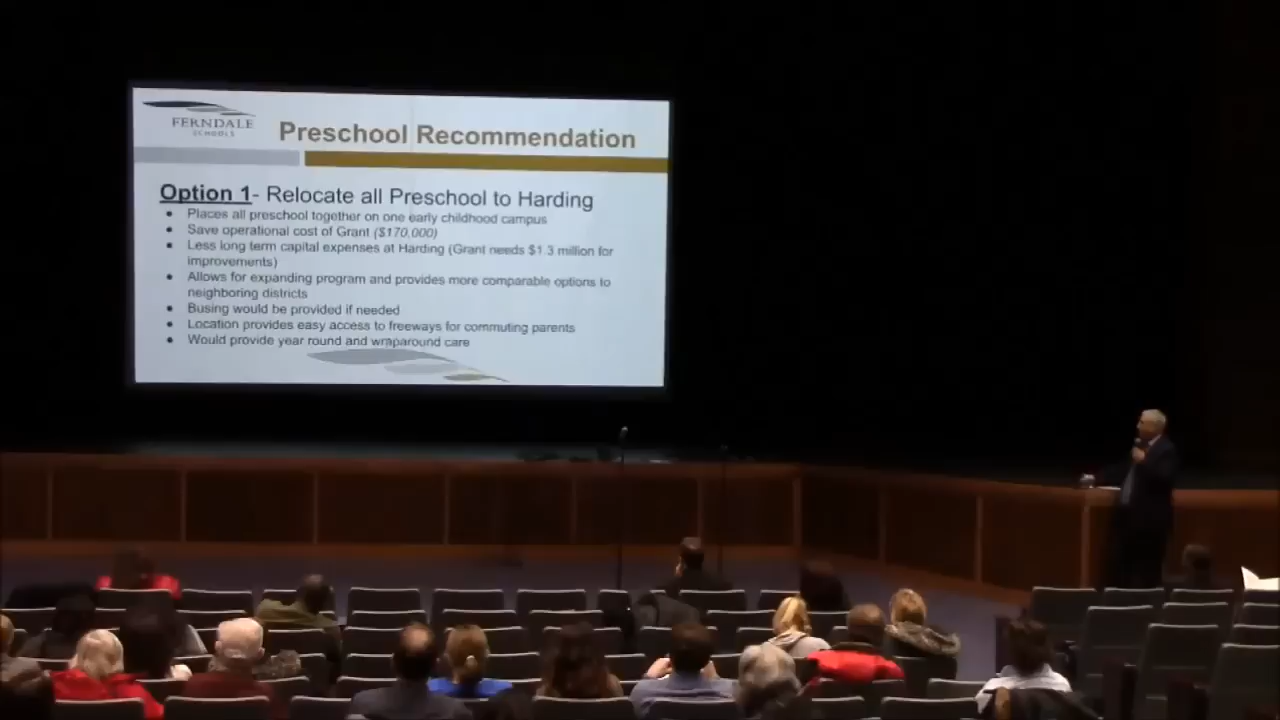 FERNDALE
SCHOOLS
Preschool Recommendation
Option 1- Relocate all Preschool to Harding
• Places all preschool together on one early childhood campus
• Save operational cost of Grant ($170,000)
• Less long term capital expenses at Harding (Grant needs $1.3 million for
improvements)
• Allows for expanding program and provides more comparable options to
neighboring districts
• Busing would be provided if needed
• Location provides easy access to freeways for commuting parents
• Would provide year round and wraparound care